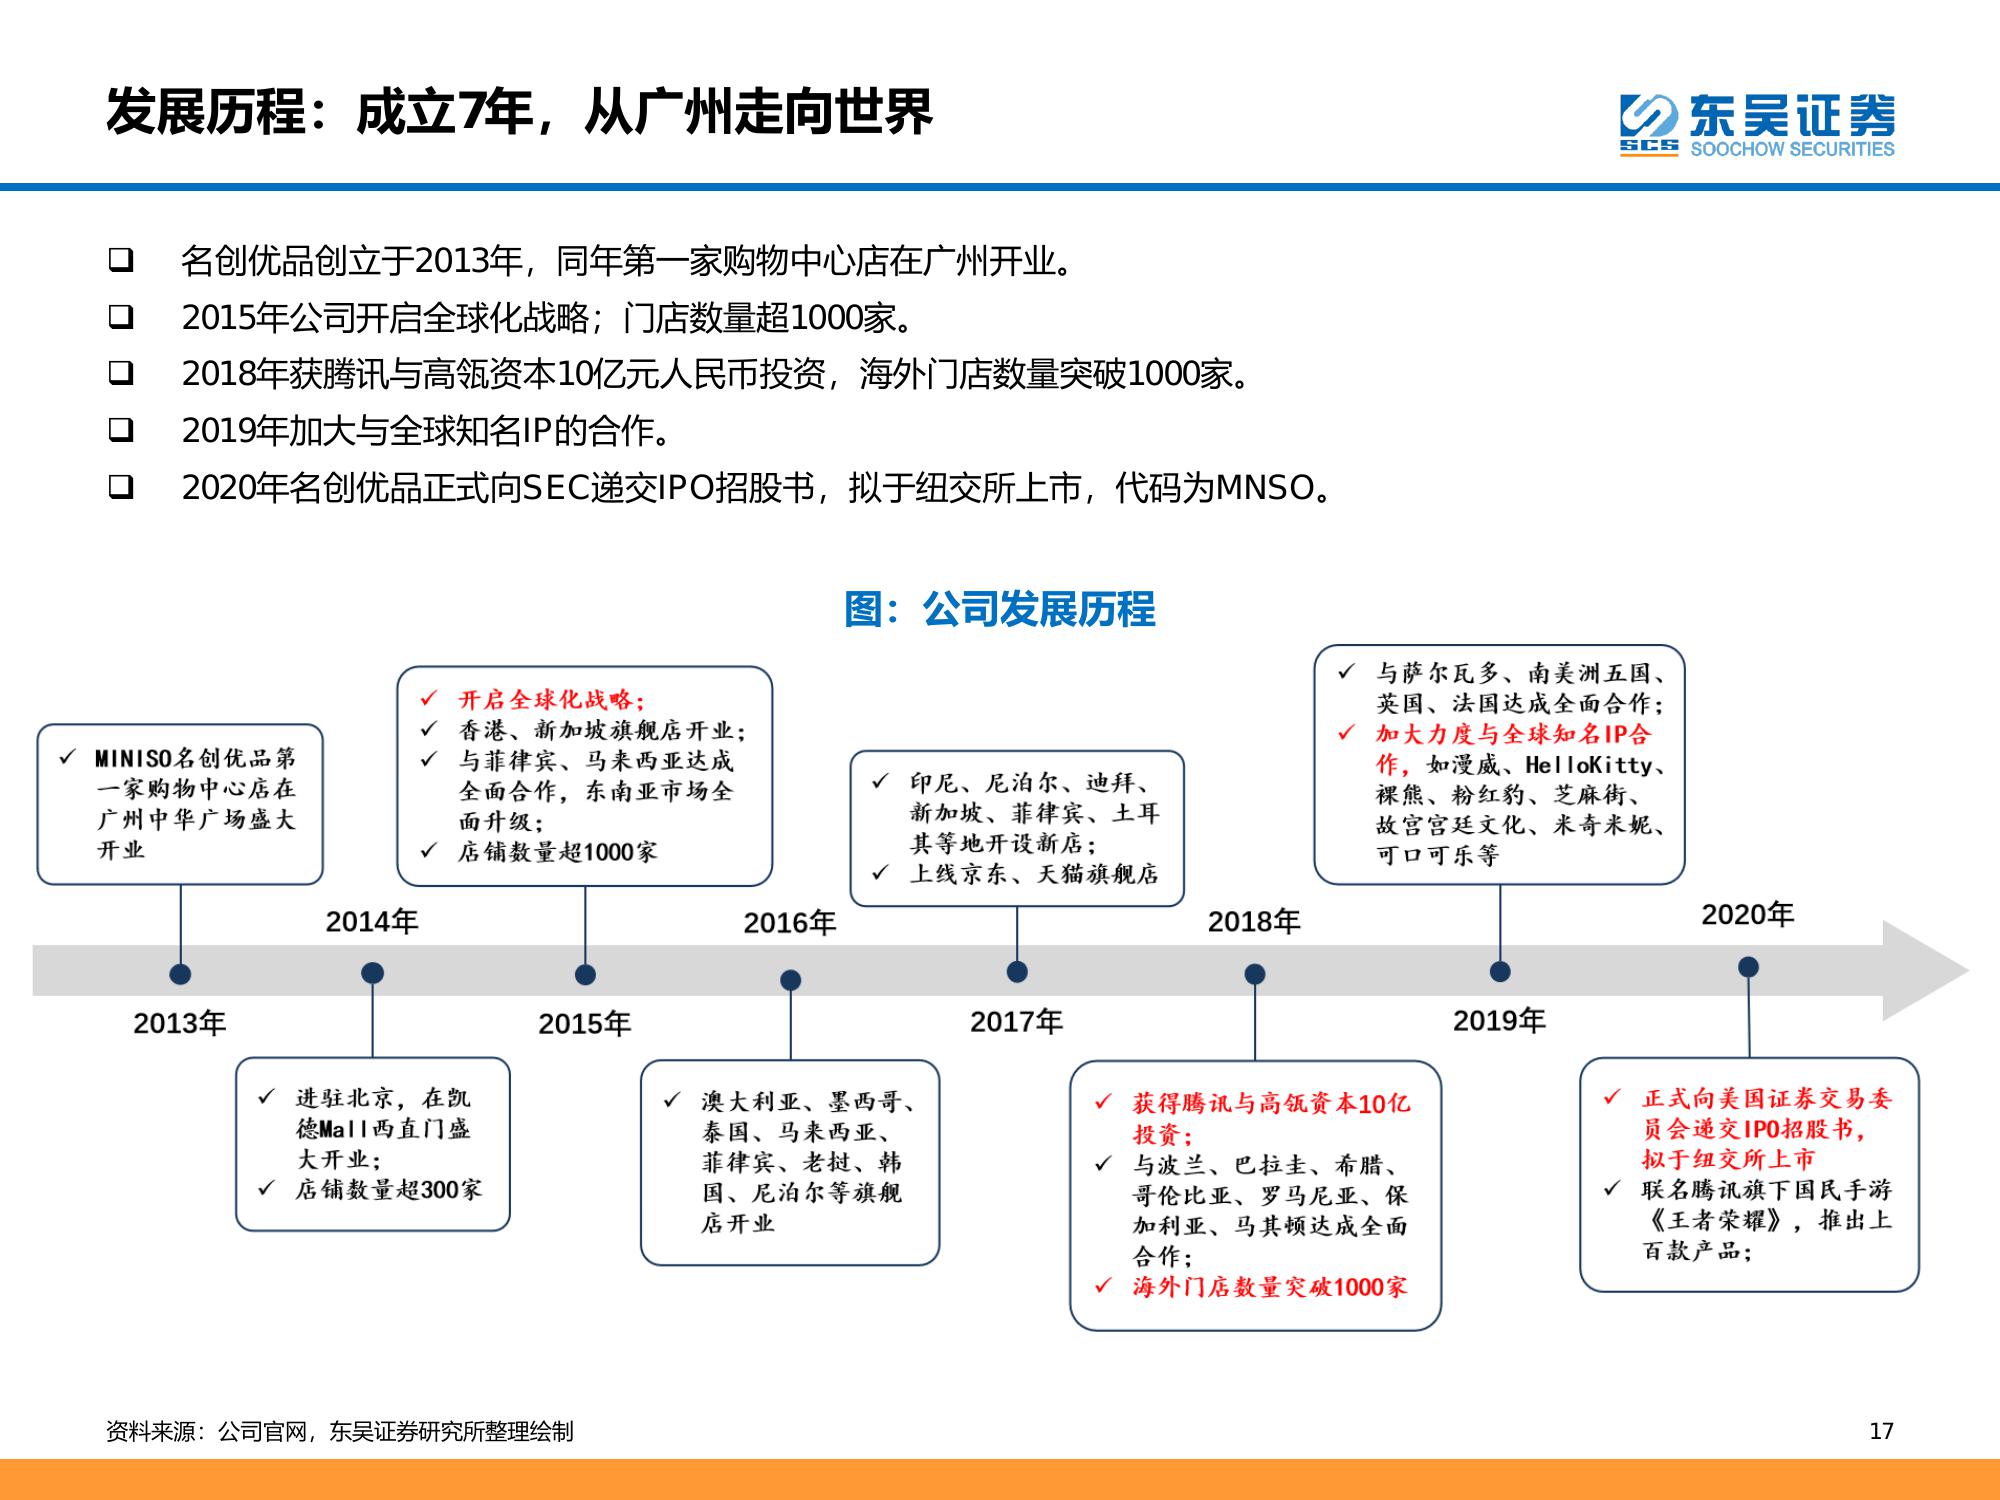 发展历程：成立7年，从广州走向世界
SCS
东吴证券
SOOCHOW SECURITIES
名创优品创立于2013年，同年第一家购物中心店在广州开业。
2015年公司开启全球化战略；门店数量超1000家。
2018年获腾讯与高瓴资本10亿元人民币投资，海外门店数量突破1000家。
2019年加大与全球知名IP的合作。
2020年名创优品正式向SEC递交IPO招股书，拟于纽交所上市，代码为MNSO。
图：公司发展历程
MINISO名创优品第
一家购物中心店在
广州中华广场盛大
开业
2013年
2014年
进驻北京，在凯
德Mall西直门盛
大开业；
店铺数量超300家
开启全球化战略；
香港、新加坡旗舰店开业；
与菲律宾、马来西亚达成
全面合作，东南亚市场全
面升级；
店铺数量超1000家
2015年
2016年
澳大利亚、墨西哥、
泰国、马来西亚、
菲律宾、老挝、韩
国、尼泊尔等旗舰
店开业
印尼、尼泊尔、迪拜、
新加坡、菲律宾、土耳
其等地开设新店；
上线京东、天猫旗舰店
2017年
2018年
获得腾讯与高瓴资本10亿
投资；
与波兰、巴拉圭、希腊、
哥伦比亚、罗马尼亚、保
加利亚、马其顿达成全面
合作；
海外门店数量突破1000家
与萨尔瓦多、南美洲五国、
英国、法国达成全面合作；
加大力度与全球知名IP合
作，如漫威、HelloKitty、
裸熊、粉红豹、芝麻街、
故宫宫廷文化、米奇米妮、
可口可乐等
2019年
2020年
正式向美国证券交易委
员会递交IPO招股书，
拟于纽交所上市
联名腾讯旗下国民手游
《王者荣耀》，推出上
百款产品；
资料来源：公司官网，东吴证券研究所整理绘制
17